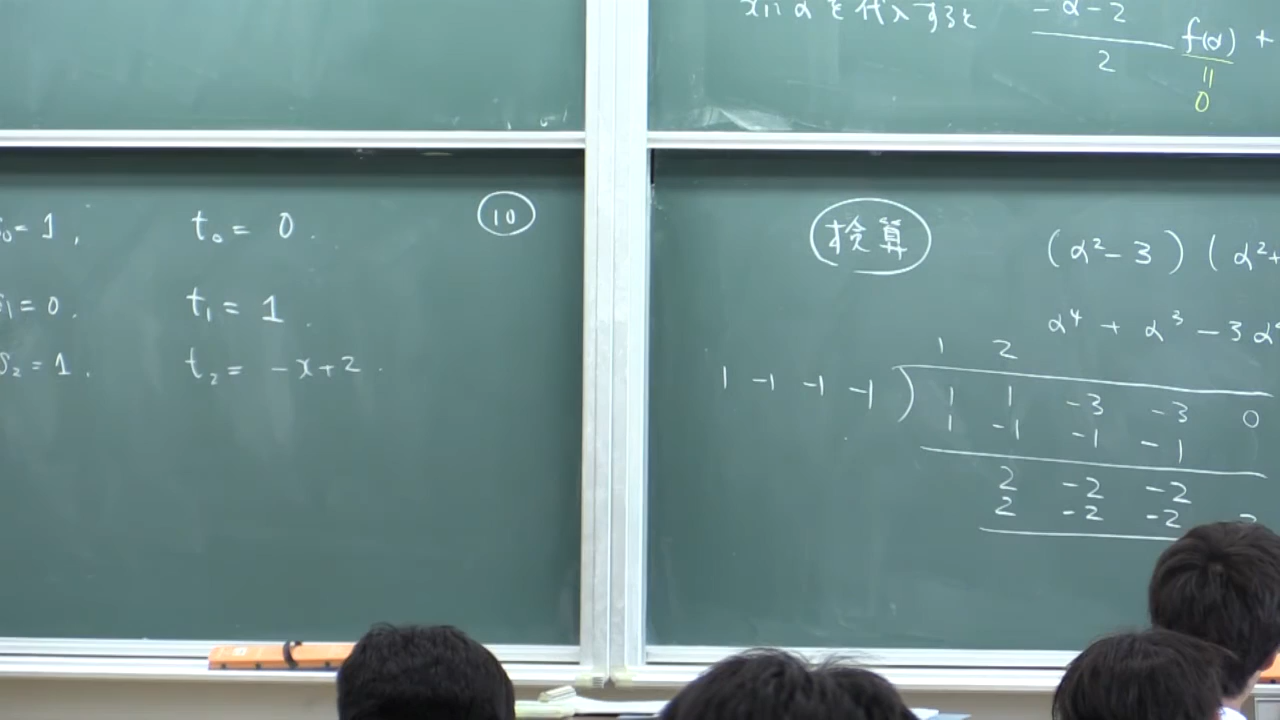 xに α を代入すると -α-2/2 f(α) +
||
0
s₀=1, t₀=0.
s₁=0. t₁=1.
s₂=1. t₂=-x+2.
⑩
検算 (α²-3)(α²+
α⁴+α³-3α²
1 2
1 -1 -1 -1 ) 1 1 -3 -3 0
1 -1 -1 -1
2 -2 -2
2 -2 -2